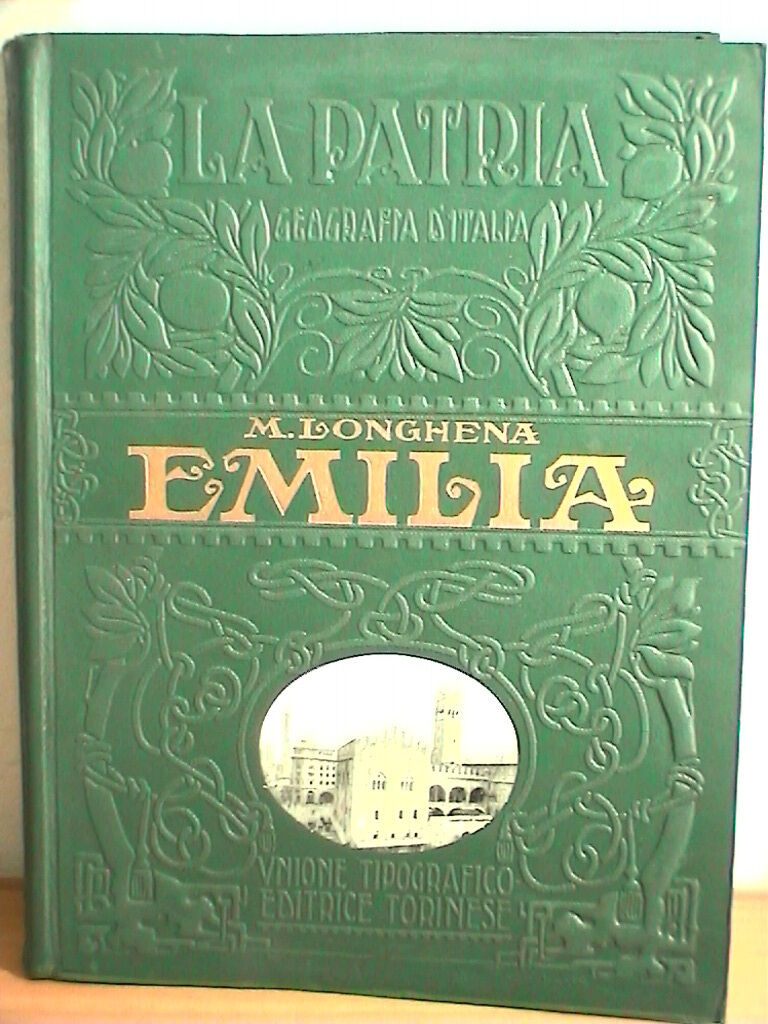 LA PATRIA
GEOGRAFIA D'ITALIA
M. LONGHENA
EMILIA
VNIONE TIPOGRAFICO
EDITRICE TORINESE